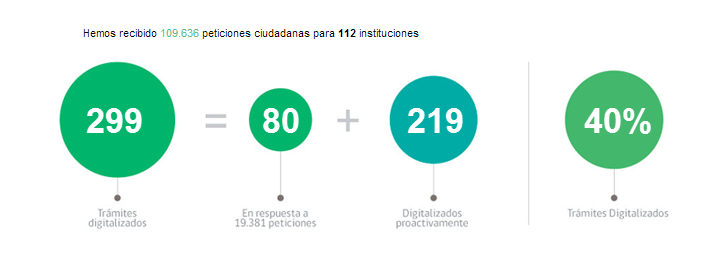 Hemos recibido 109.636 peticiones ciudadanas para 112 instituciones
299 = 80 + 219
40%
Trámites
digitalizados
En respuesta a
19.381 peticiones
Digitalizados
proactivamente
Trámites Digitalizados